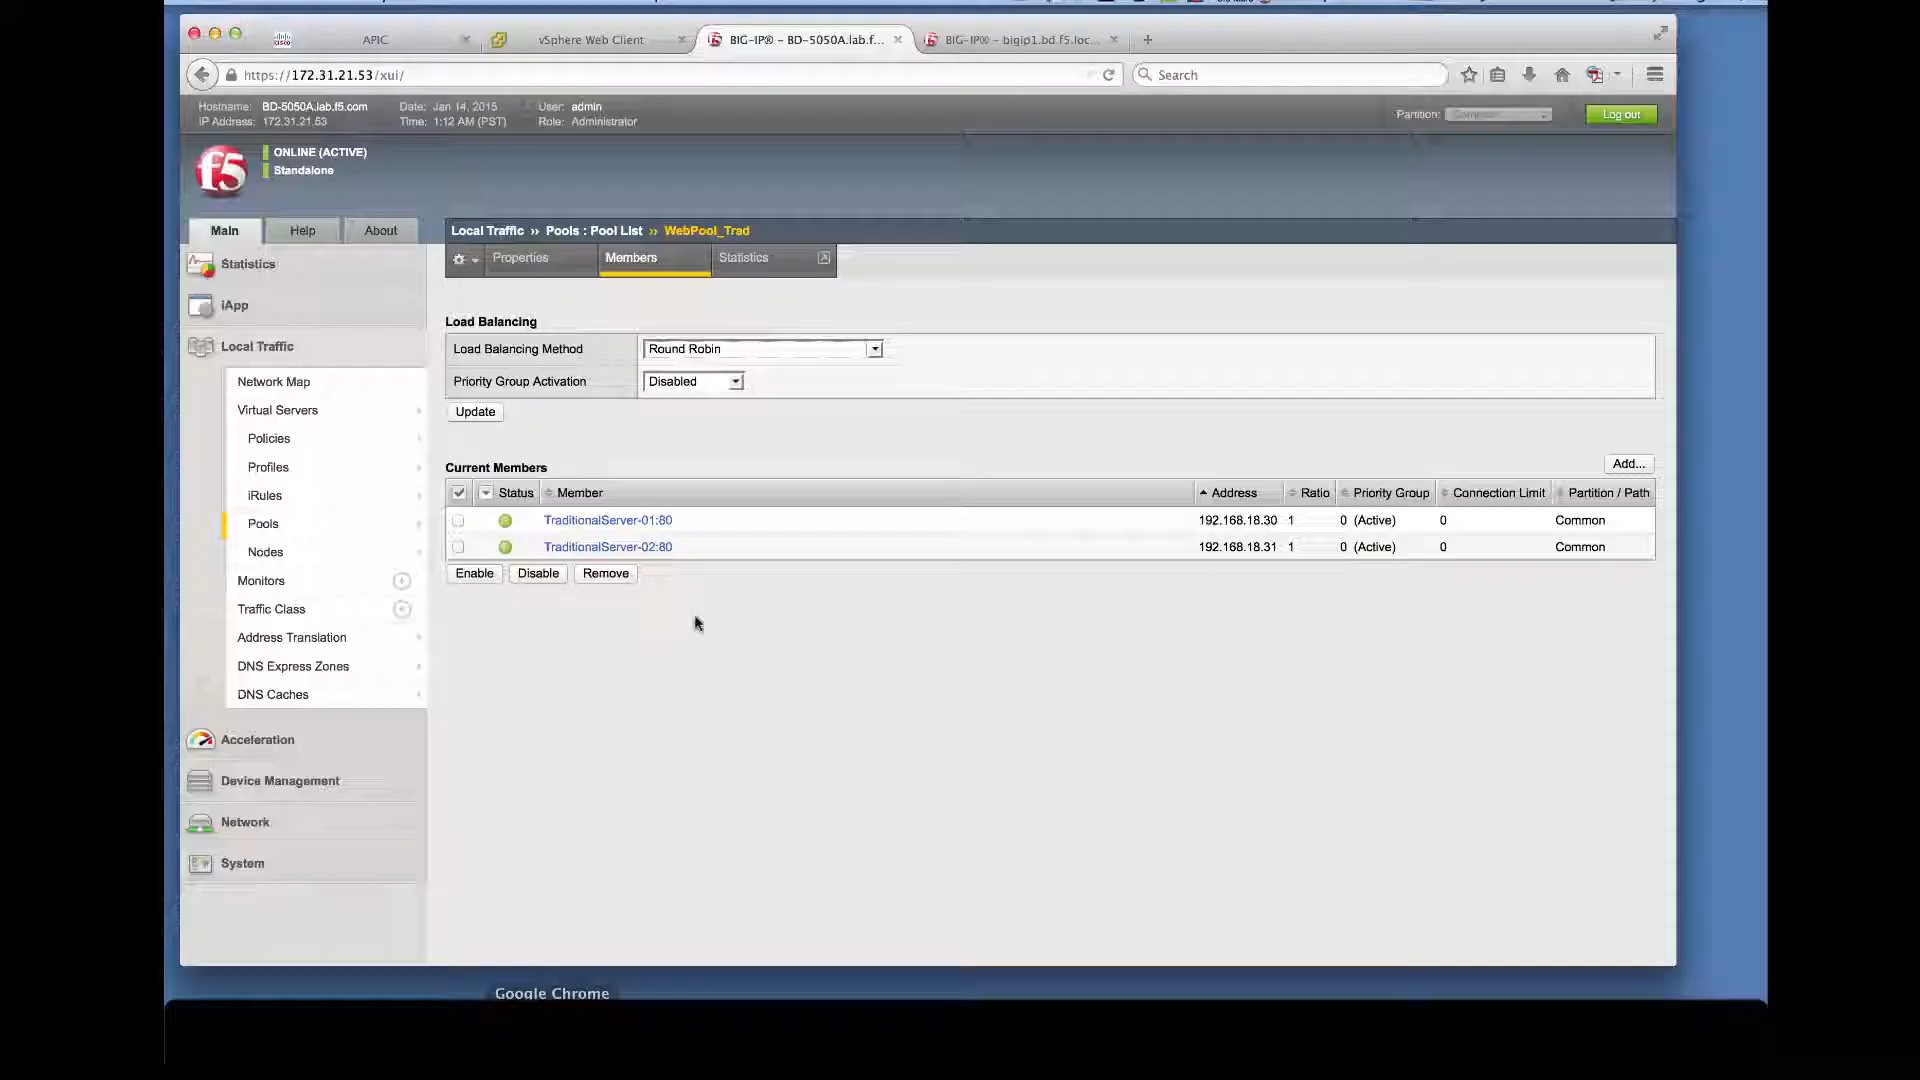 APIC
vSphere Web Client
BIG-IP® – BD-5050A.lab.f...
BIG-IP® – bigip1.bd.f5.loc...
https://172.31.21.53/xui/
Search
Hostname: BD-5050A.lab.f5.com
Date: Jan 14, 2015
User: admin
IP Address: 172.31.21.53
Time: 1:12 AM (PST)
Role: Administrator
Partition: Common
Log out
f5
ONLINE (ACTIVE)
Standalone
Main
Help
About
Local Traffic ›› Pools : Pool List ›› WebPool_Trad
Properties
Members
Statistics
Statistics
iApp
Local Traffic
Network Map
Virtual Servers
Policies
Profiles
iRules
Pools
Nodes
Monitors
Traffic Class
Address Translation
DNS Express Zones
DNS Caches
Acceleration
Device Management
Network
System
Load Balancing
Load Balancing Method Round Robin
Priority Group Activation Disabled
Update
Current Members
Add...
Status Member Address Ratio Priority Group Connection Limit Partition / Path
TraditionalServer-01:80 192.168.18.30 1 0 (Active) 0 Common
TraditionalServer-02:80 192.168.18.31 1 0 (Active) 0 Common
Enable Disable Remove
Google Chrome